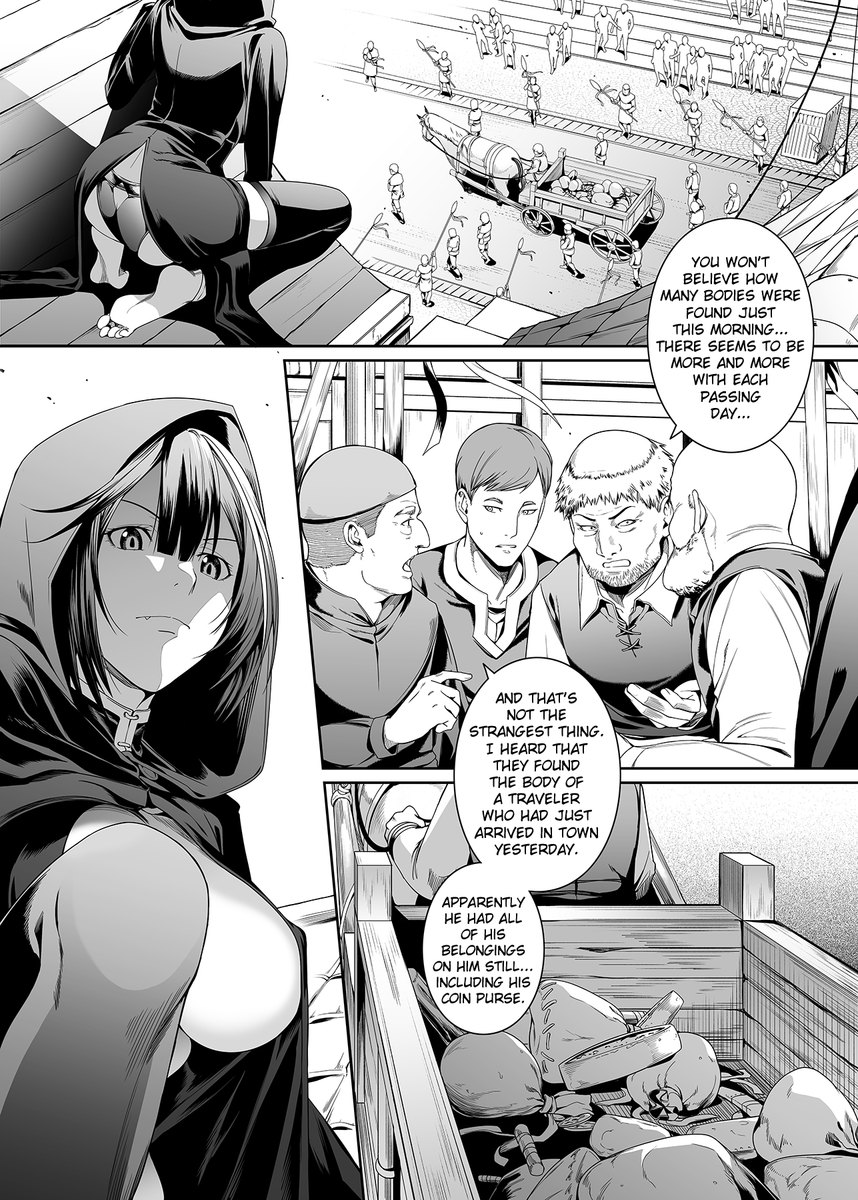 YOU WON'T
BELIEVE HOW
MANY BODIES WERE
FOUND JUST
THIS MORNING...
THERE SEEMS TO BE
MORE AND MORE
WITH EACH
PASSING
DAY...
AND THAT'S
NOT THE
STRANGEST THING.
I HEARD THAT
THEY FOUND
THE BODY OF
A TRAVELER
WHO HAD JUST
ARRIVED IN TOWN
YESTERDAY.
APPARENTLY
HE HAD ALL
OF HIS
BELONGINGS
ON HIM STILL...
INCLUDING HIS
COIN PURSE.